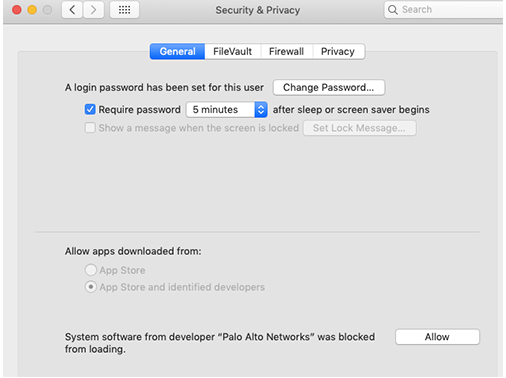 Security & Privacy
Search
General FileVault Firewall Privacy
A login password has been set for this user Change Password...
Require password 5 minutes after sleep or screen saver begins
Show a message when the screen is locked Set Lock Message...
Allow apps downloaded from:
App Store
App Store and identified developers
System software from developer “Palo Alto Networks” was blocked Allow
from loading.